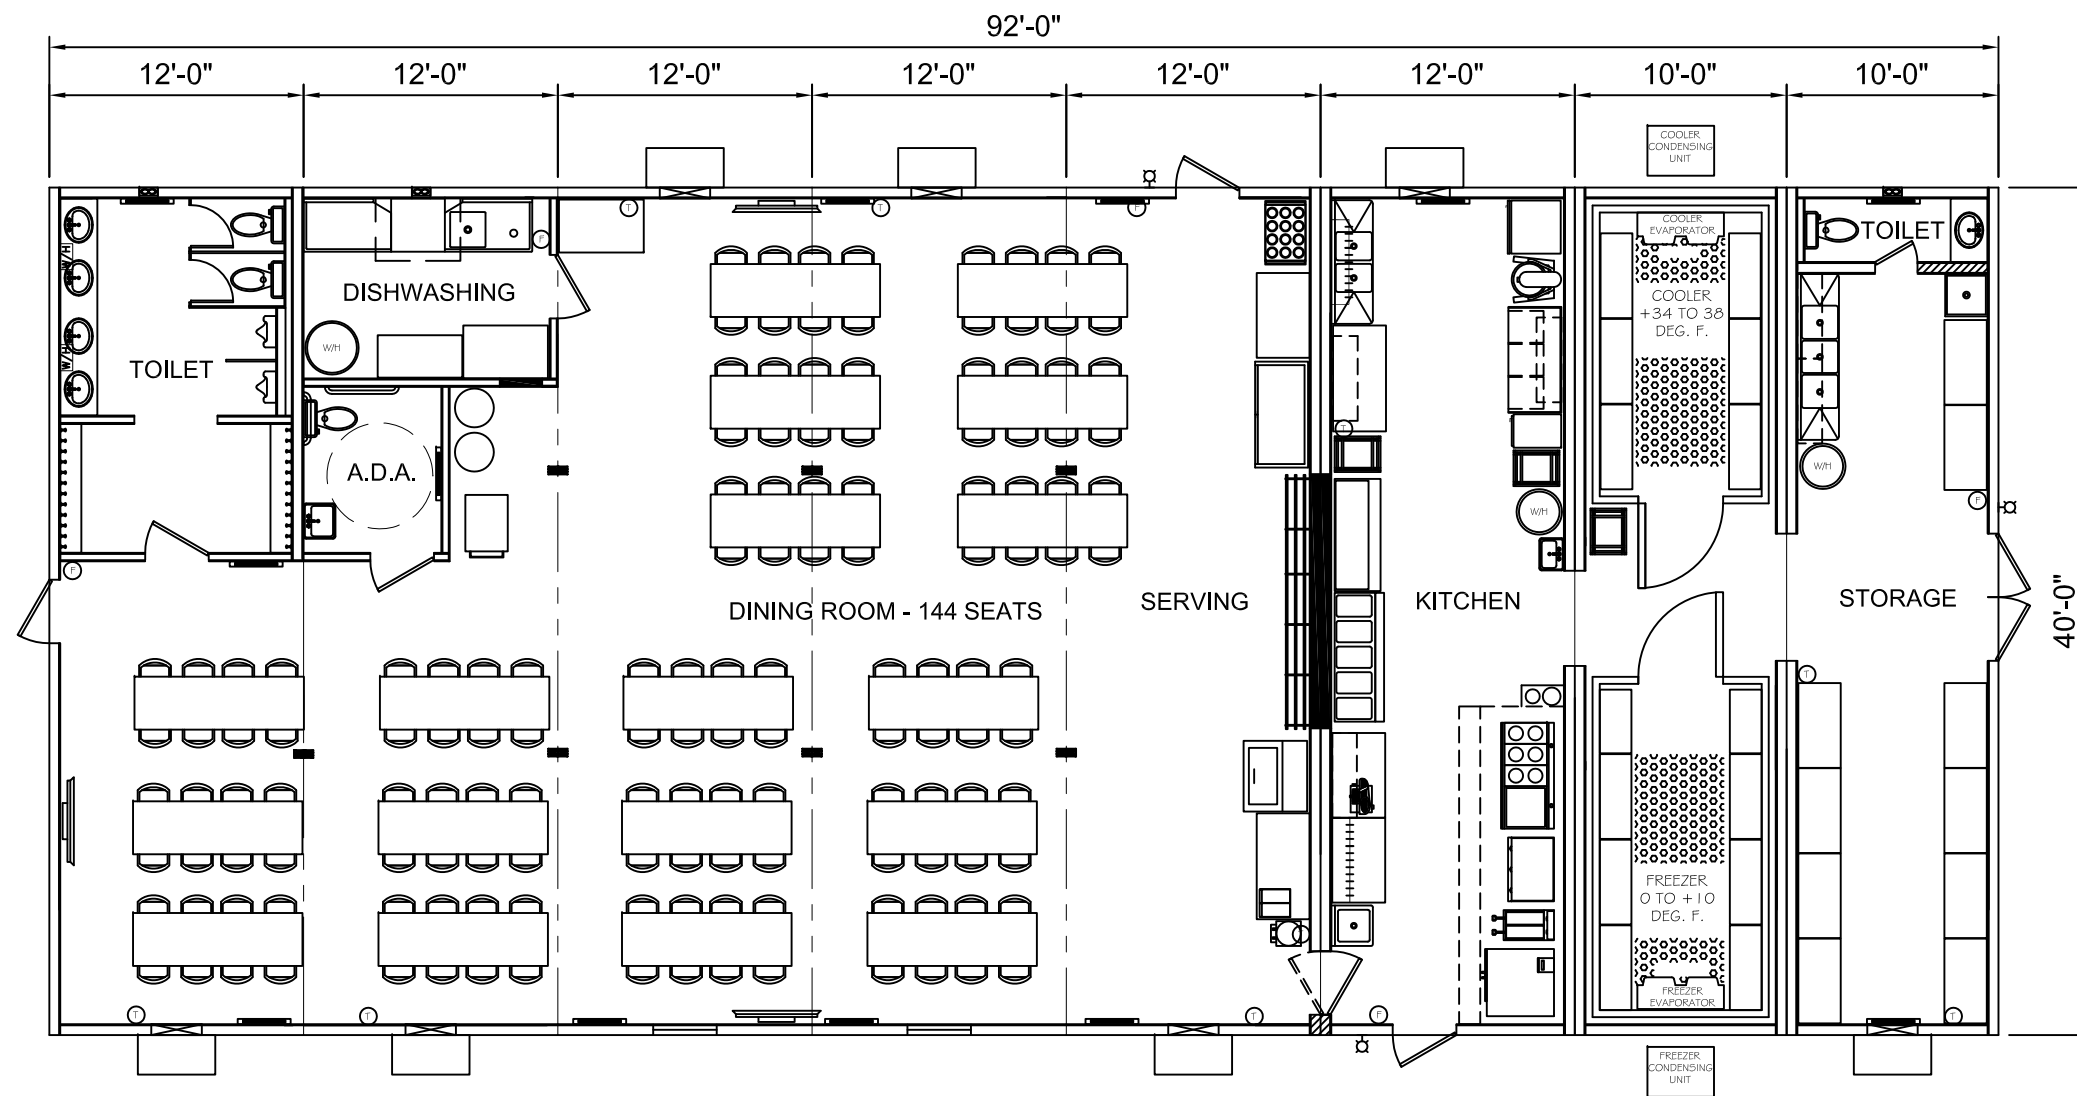 92'-0"
12'-0" 12'-0" 12'-0" 12'-0" 12'-0" 12'-0" 10'-0" 10'-0"
COOLER
CONDENSING
UNIT
H/W
H/W
TOILET
DISHWASHING
W/H
A.D.A.
T
T
F
F
F
DINING ROOM - 144 SEATS
SERVING
T
W/H
KITCHEN
COOLER
EVAPORATOR
COOLER
+34 TO 38
DEG. F.
TOILET
W/H
F
STORAGE
40'-0"
T
FREEZER
0 TO +10
DEG. F.
FREEZER
EVAPORATOR
T
T
T
F
T
FREEZER
CONDENSING
UNIT